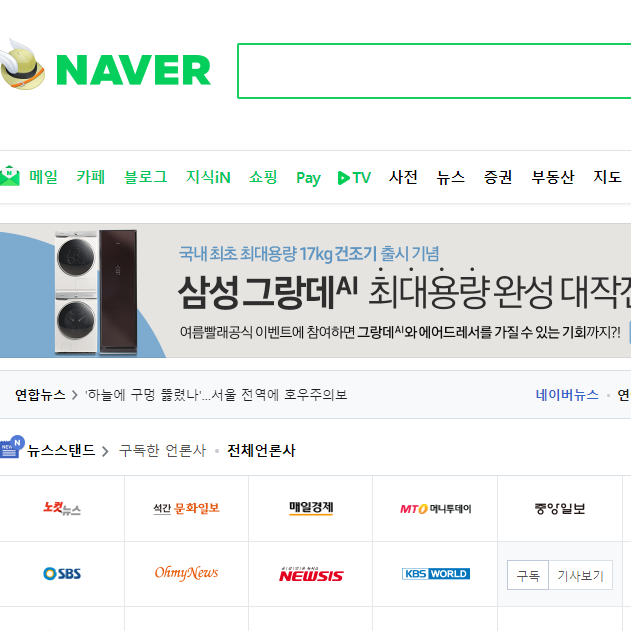 NAVER
메일 카페 블로그 지식iN 쇼핑 Pay TV 사전 뉴스 증권 부동산 지도
국내 최초 최대용량 17kg 건조기 출시 기념
삼성 그랑데AI 최대용량 완성 대작전
여름빨래공식 이벤트에 참여하면 그랑데AI와 에어드레서를 가질 수 있는 기회까지?!
연합뉴스 '하늘에 구멍 뚫렸나'...서울 전역에 호우주의보 네이버뉴스 연
NEW N 뉴스스탠드 구독한 언론사 전체언론사
노컷뉴스 석간 문화일보 매일경제 MTN 머니투데이 중앙일보
SBS OhmyNews NEWSIS KBS WORLD 구독 기사보기